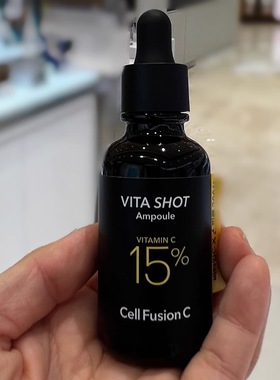 VITA SHOT
Ampoule
VITAMIN C
15%
Cell Fusion C